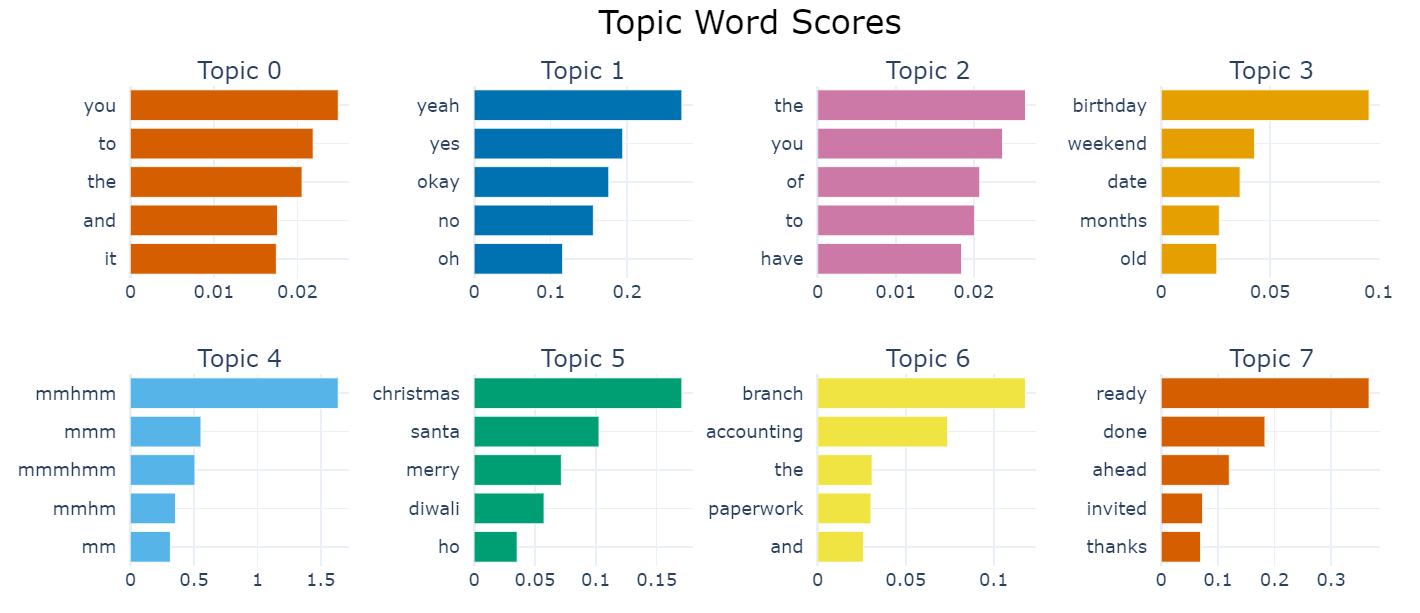 Topic Word Scores
Topic 0
you
to
the
and
it
0 0.01 0.02
Topic 1
yeah
yes
okay
no
oh
0 0.1 0.2
Topic 2
the
you
of
to
have
0 0.01 0.02
Topic 3
birthday
weekend
date
months
old
0 0.05 0.1
Topic 4
mmhmm
mmm
mmmhmm
mmhm
mm
0 0.5 1 1.5
Topic 5
christmas
santa
merry
diwali
ho
0 0.05 0.1 0.15
Topic 6
branch
accounting
the
paperwork
and
0 0.05 0.1
Topic 7
ready
done
ahead
invited
thanks
0 0.1 0.2 0.3